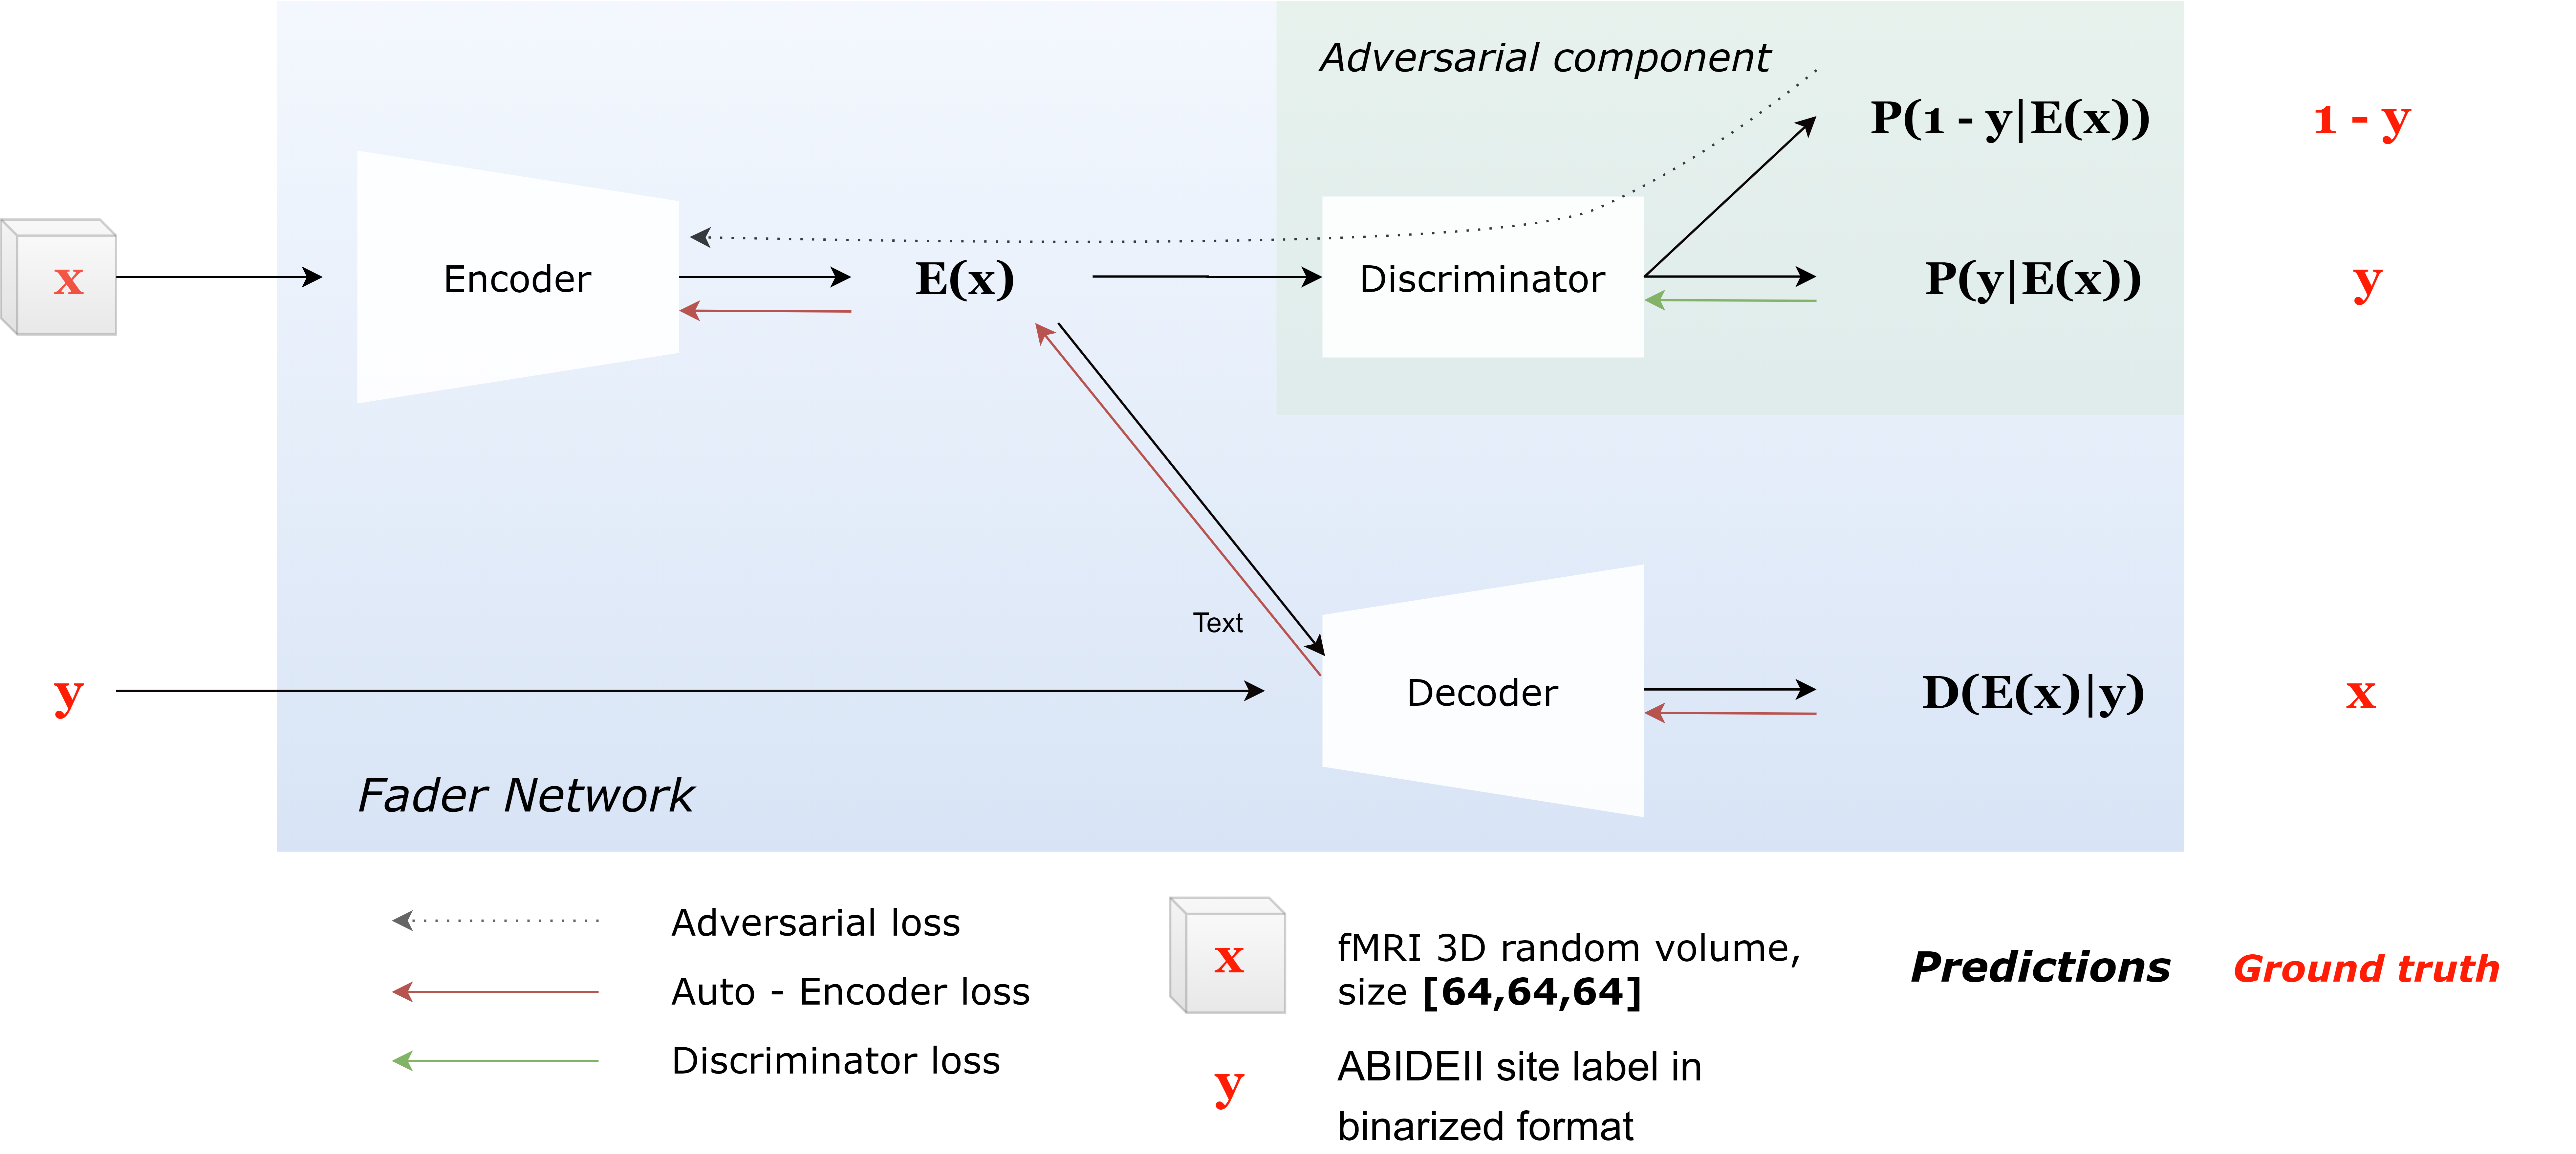 Adversarial component
P(1 - y|E(x))
1 - y
x
Encoder
E(x)
Discriminator
P(y|E(x))
y
Text
y
Decoder
D(E(x)|y)
x
Fader Network
Adversarial loss
Auto - Encoder loss
Discriminator loss
x
fMRI 3D random volume,
size [64,64,64]
y
ABIDEII site label in
binarized format
Predictions
Ground truth